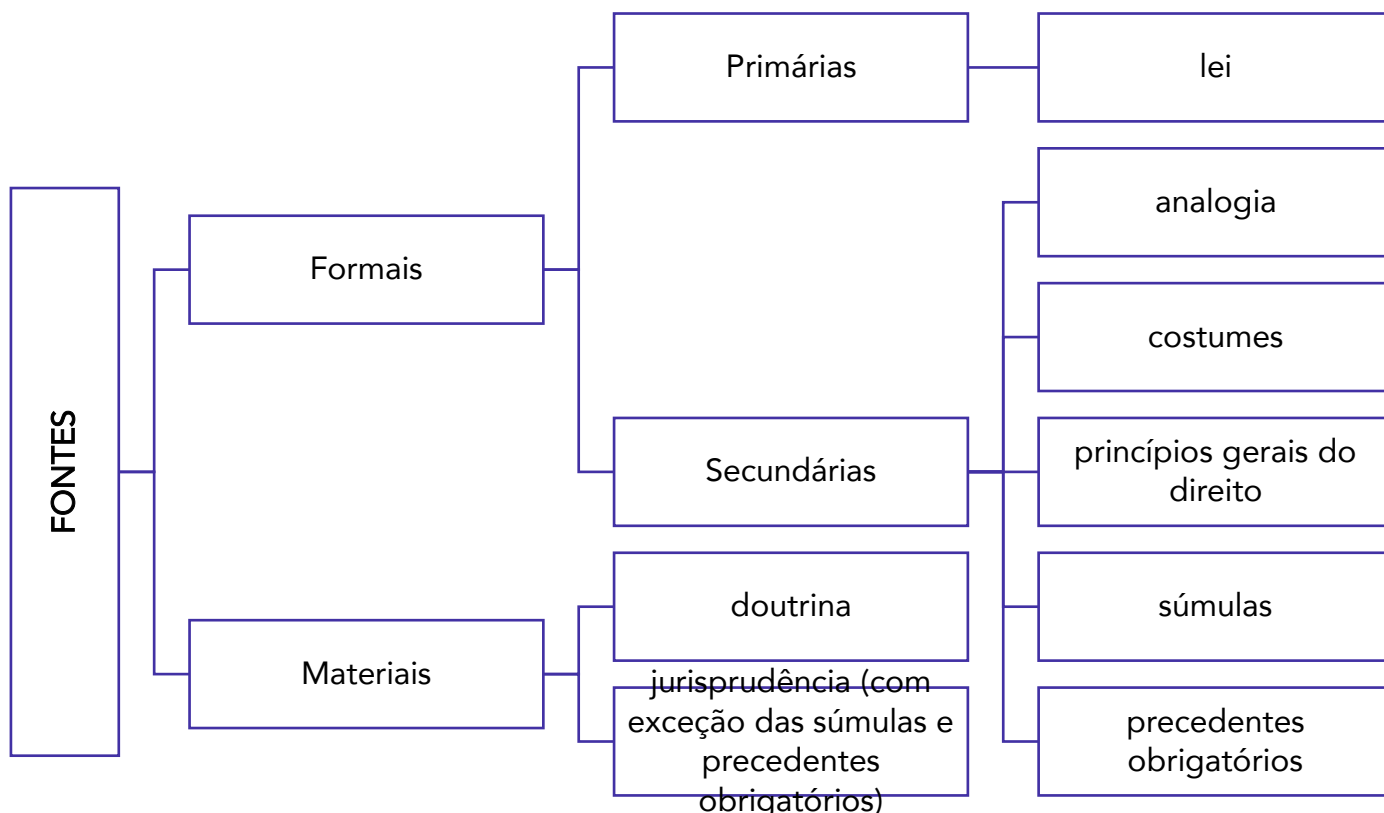 FONTES
Formais
Primárias
lei
Secundárias
analogia
costumes
princípios gerais do
direito
súmulas
precedentes
obrigatórios
Materiais
doutrina
jurisprudência (com
exceção das súmulas e
precedentes
obrigatórios)